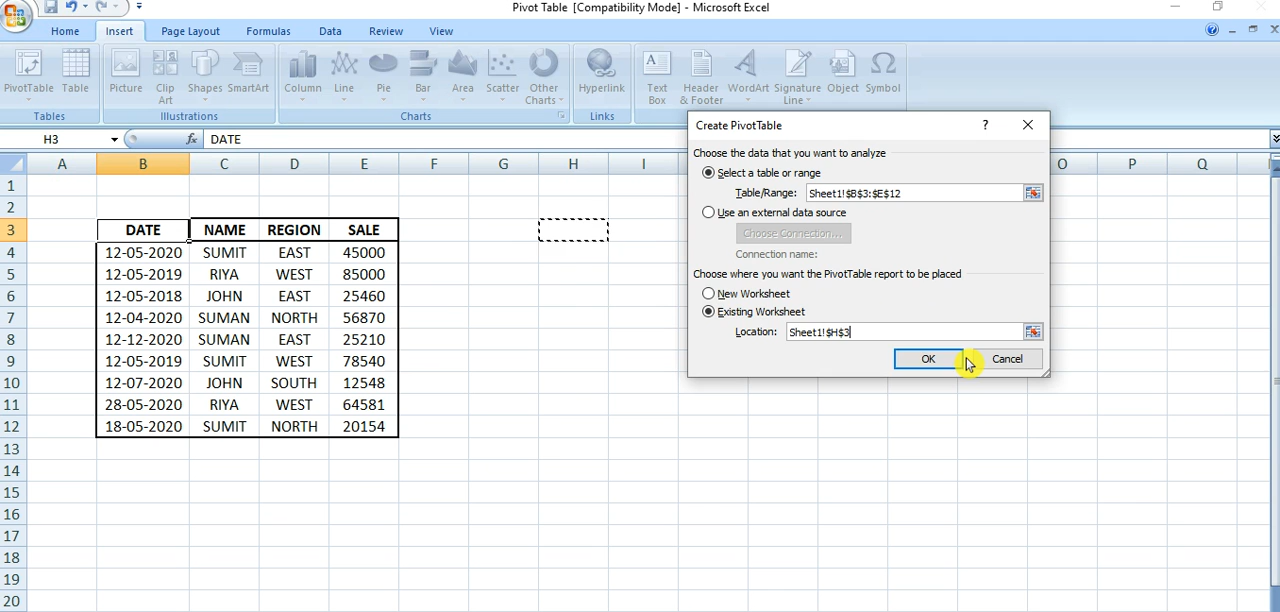 Pivot Table [Compatibility Mode] - Microsoft Excel
Home Insert Page Layout Formulas Data Review View
PivotTable Table Picture Clip Art Shapes SmartArt Column Line Pie Bar Area Scatter Other Charts Hyperlink Text Box Header & Footer WordArt Signature Line Object Symbol
Tables Illustrations Charts Links Text
H3 fx DATE
A B C D E F G H I O P Q
1
2
3 DATE NAME REGION SALE
4 12-05-2020 SUMIT EAST 45000
5 12-05-2019 RIYA WEST 85000
6 12-05-2018 JOHN EAST 25460
7 12-04-2020 SUMAN NORTH 56870
8 12-12-2020 SUMAN EAST 25210
9 12-05-2019 SUMIT WEST 78540
10 12-07-2020 JOHN SOUTH 12548
11 28-05-2020 RIYA WEST 64581
12 18-05-2020 SUMIT NORTH 20154
13
14
15
16
17
18
19
20
Create PivotTable ?
Choose the data that you want to analyze
Select a table or range
Table/Range: Sheet1!$B$3:$E$12
Use an external data source
Choose Connection...
Connection name:
Choose where you want the PivotTable report to be placed
New Worksheet
Existing Worksheet
Location: Sheet1!$H$3
OK Cancel